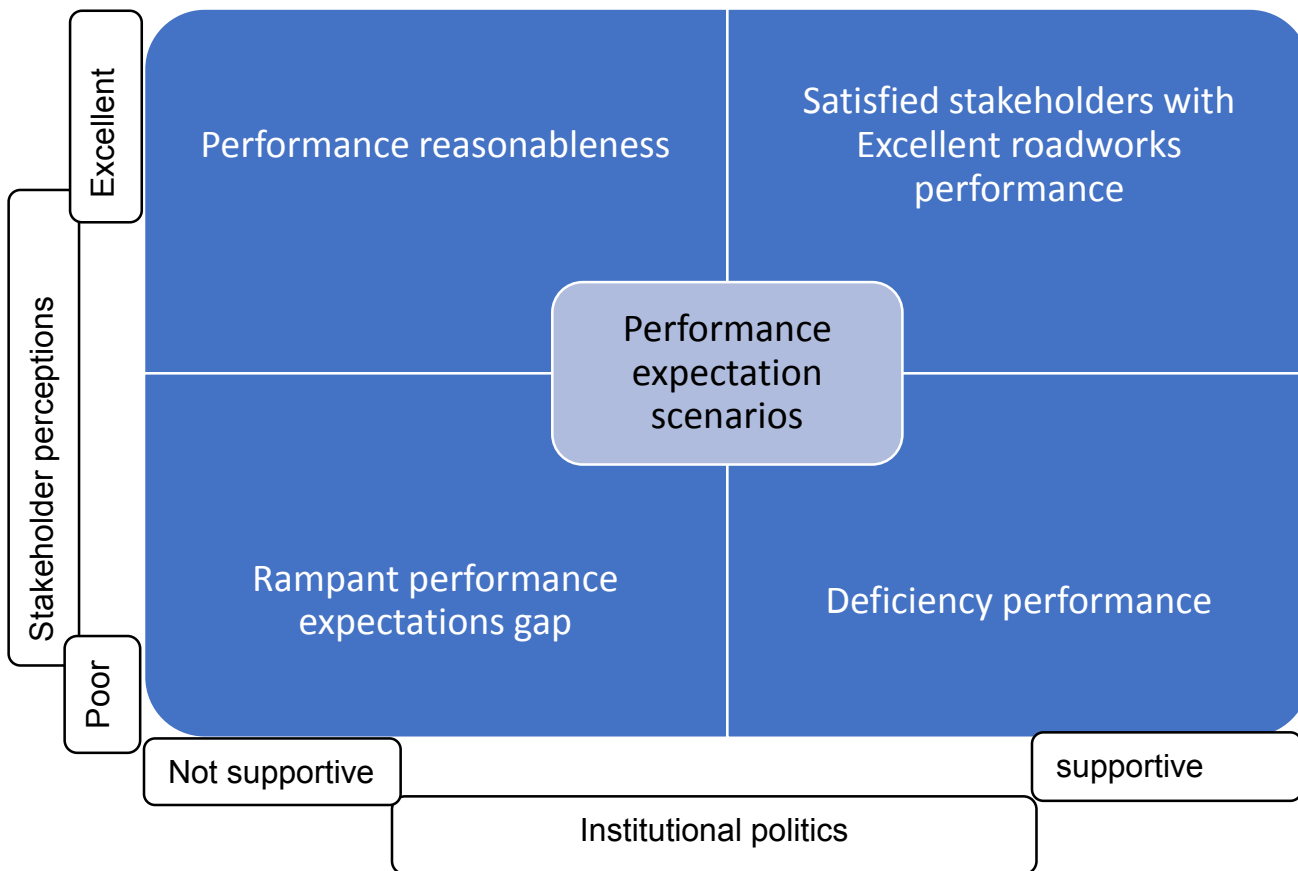 Excellent
Stakeholder perceptions
Poor
Performance reasonableness
Satisfied stakeholders with
Excellent roadworks
performance
Performance
expectation
scenarios
Rampant performance
expectations gap
Deficiency performance
Not supportive
supportive
Institutional politics